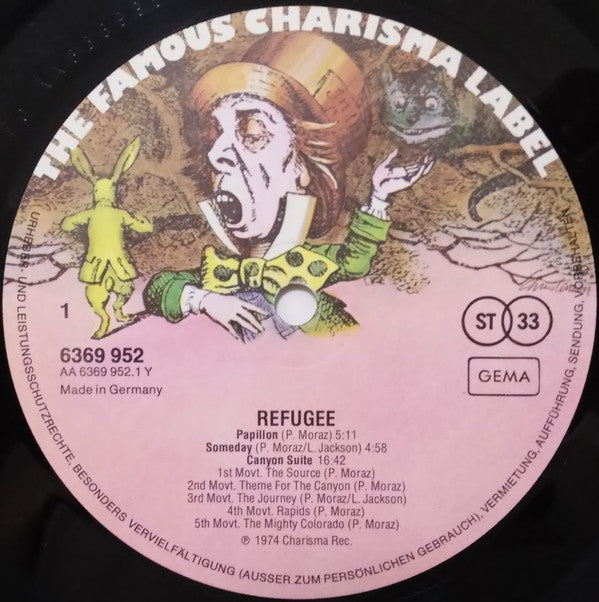 THE FAMOUS CHARISMA LABEL
1
6369 952
AA 6369 952.1 Y
Made in Germany
ST 33
GEMA
REFUGEE
Papillon (P. Moraz) 5:11
Someday (P. Moraz/L. Jackson) 4:58
Canyon Suite 16:42
1st Movt. The Source (P. Moraz)
2nd Movt. Theme For The Canyon (P. Moraz)
3rd Movt. The Journey (P. Moraz/L. Jackson)
4th Movt. Rapids (P. Moraz)
5th Movt. The Mighty Colorado (P. Moraz)
℗ 1974 Charisma Rec.
URHEBER- UND LEISTUNGSSCHUTZRECHTE, BESONDERS VERVIELFÄLTIGUNG (AUSSER ZUM PERSÖNLICHEN GEBRAUCH), VERMIETUNG, AUFFÜHRUNG, SENDUNG, VORBEHALTEN